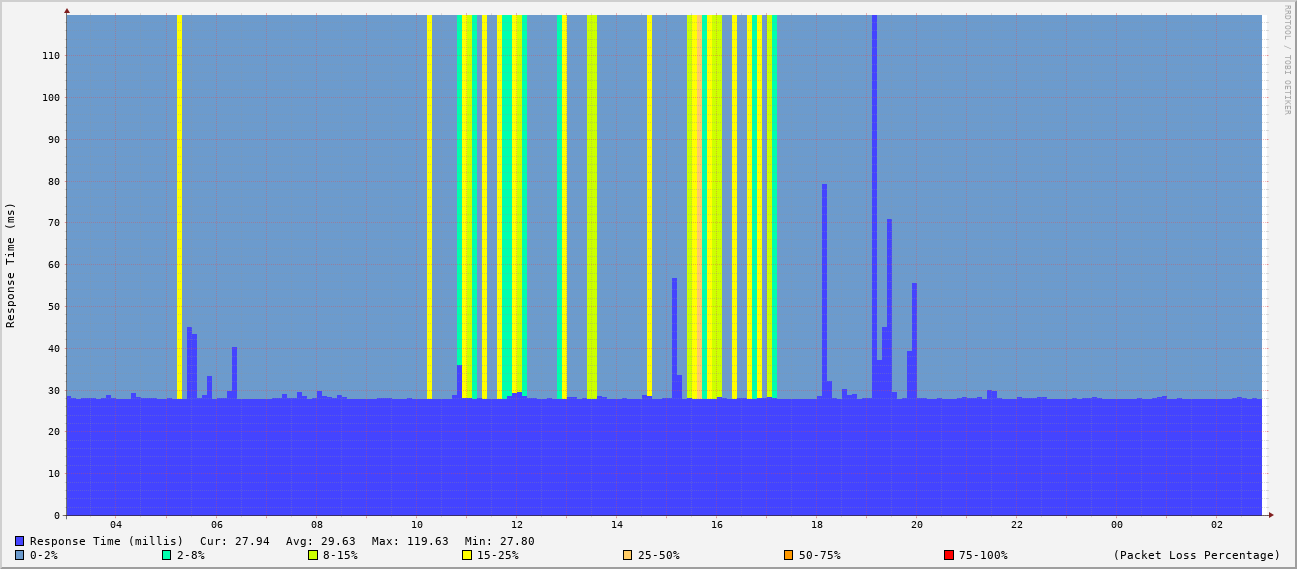 RRDTOOL / TOBI OETIKER
Response Time (ms)
110
100
90
80
70
60
50
40
30
20
10
0
04 06 08 10 12 14 16 18 20 22 00 02
Response Time (millis) Cur: 27.94 Avg: 29.63 Max: 119.63 Min: 27.80
0-2% 2-8% 8-15% 15-25% 25-50% 50-75% 75-100% (Packet Loss Percentage)